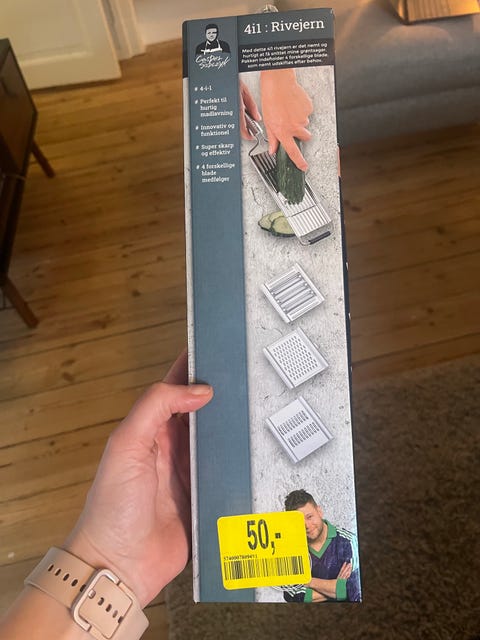 4i1 : Rivejern
Med dette 4i1 rivejern er det nemt og
hurtigt at få snittet mine grøntsager.
Pakken indeholder 4 forskellige blade,
som nemt udskiftes efter behov.
# 4-i-1
# Perfekt til
hurtig
madlavning
# Innovativ og
funktionel
# Super skarp
og effektiv
# 4 forskellige
blade
medfølger
50,-